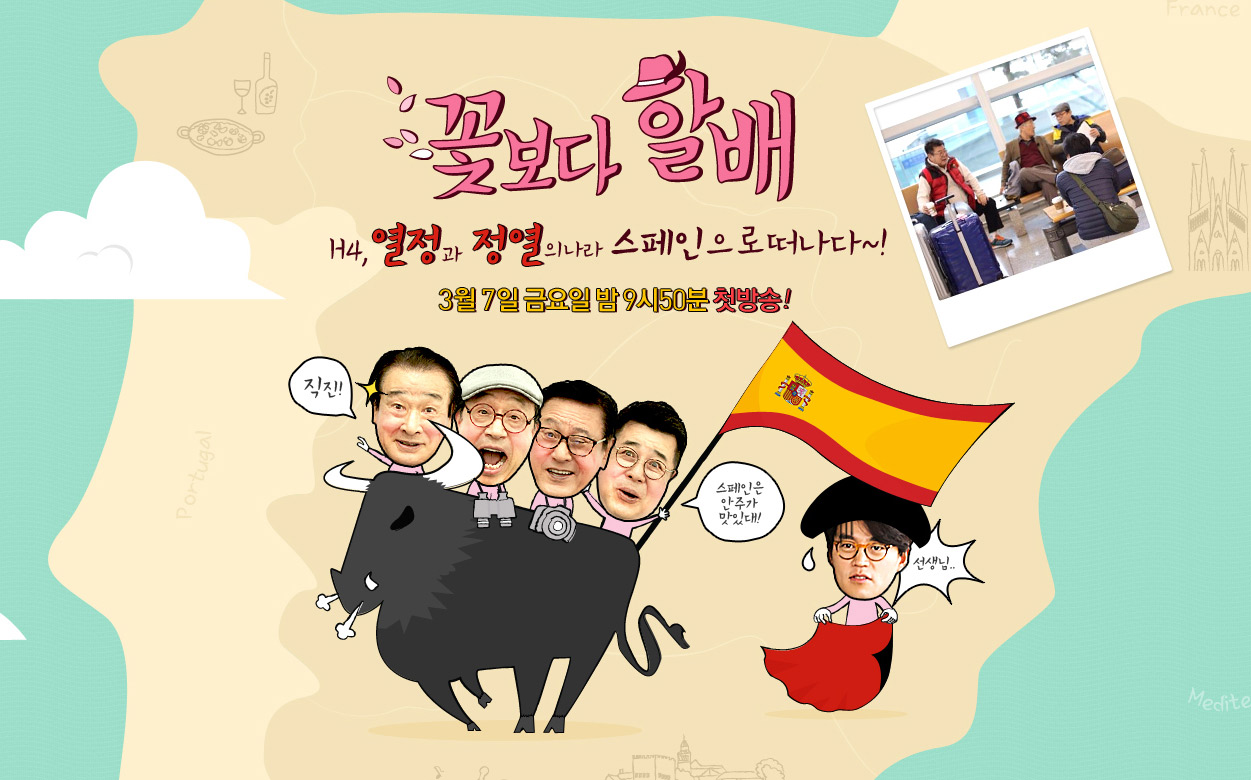 France
꽃보다 할배
H4, 열정과 정열의나라 스페인으로떠나다~!
3월 7일 금요일 밤 9시50분 첫방송!
직진!
스페인은
안주가
맛있대!
선생님..
Portugal
Medite